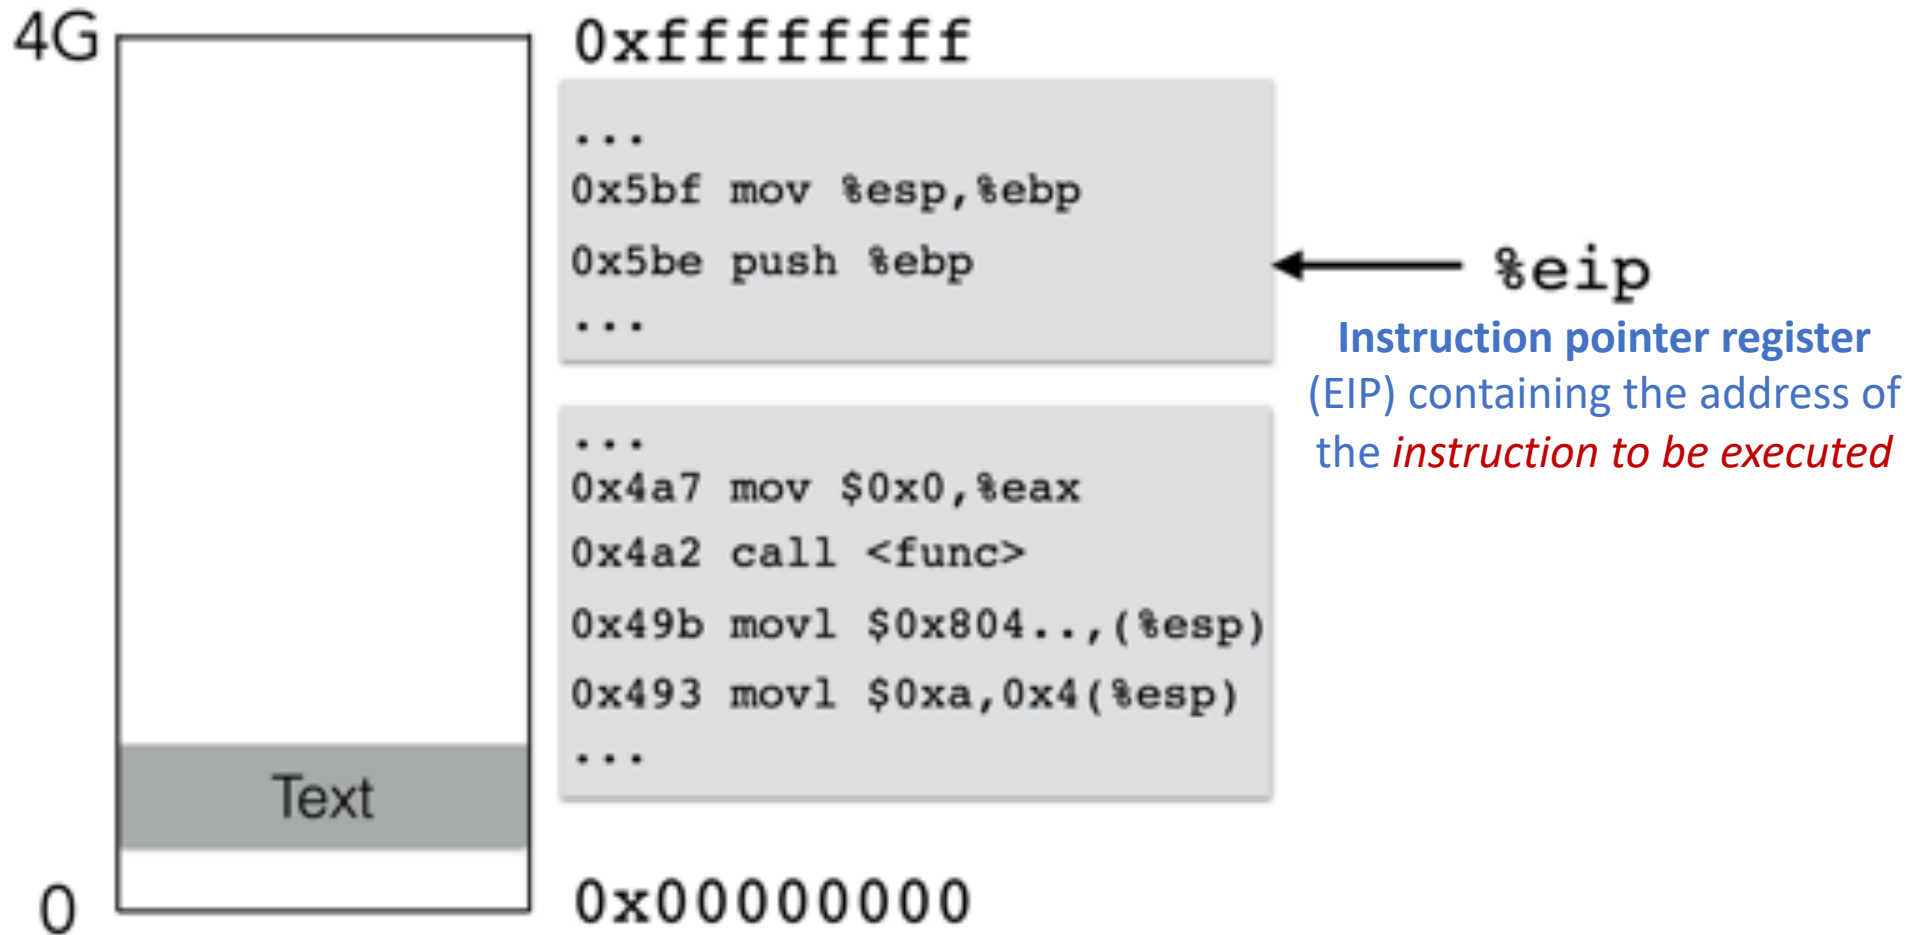 4G
0xffffffff
...
0x5bf mov %esp,%ebp
0x5be push %ebp
...
%eip
Instruction pointer register
(EIP) containing the address of
the instruction to be executed
...
0x4a7 mov $0x0,%eax
0x4a2 call <func>
0x49b movl $0x804..,(%esp)
0x493 movl $0xa,0x4(%esp)
...
Text
0
0x00000000